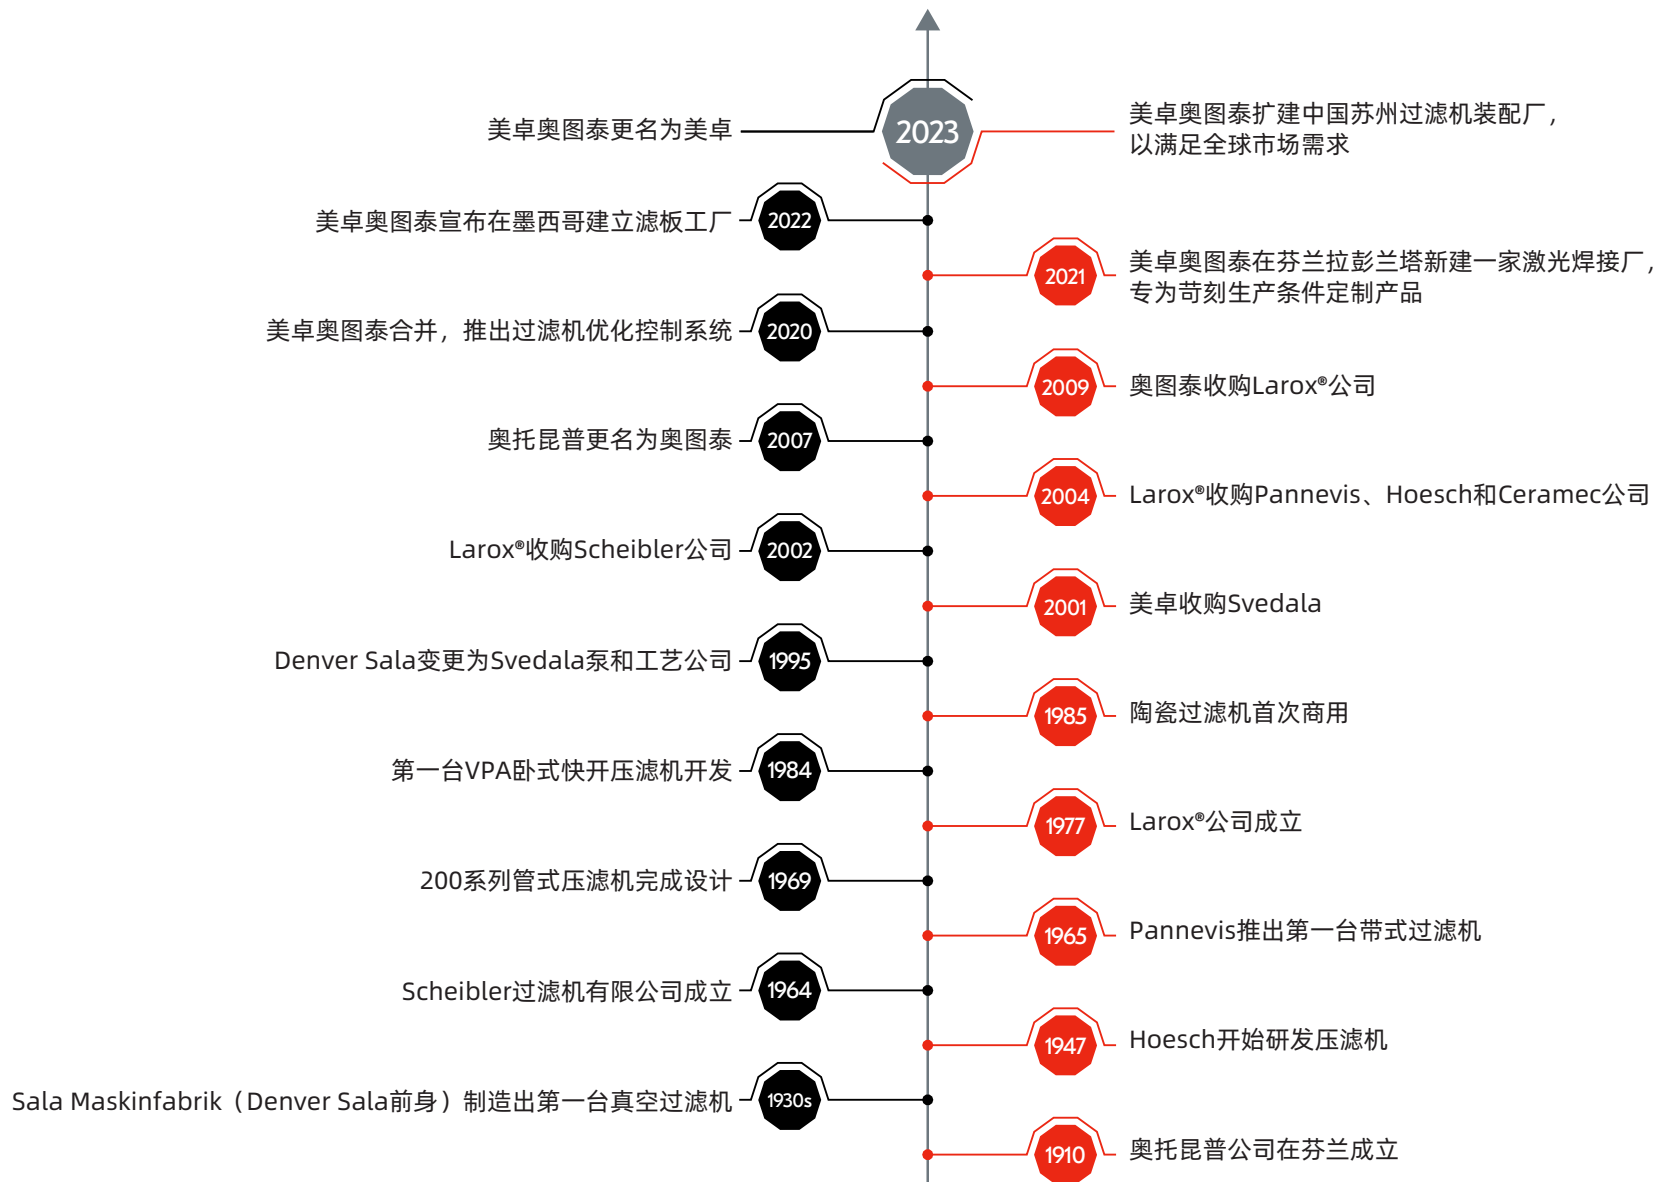 美卓奥图泰更名为美卓
2023
美卓奥图泰扩建中国苏州过滤机装配厂，
以满足全球市场需求
美卓奥图泰宣布在墨西哥建立滤板工厂
2022
2021
美卓奥图泰在芬兰拉彭兰塔新建一家激光焊接厂，
专为苛刻生产条件定制产品
美卓奥图泰合并，推出过滤机优化控制系统
2020
2009
奥图泰收购Larox®公司
奥托昆普更名为奥图泰
2007
2004
Larox®收购Pannevis、Hoesch和Ceramec公司
Larox®收购Scheibler公司
2002
2001
美卓收购Svedala
Denver Sala变更为Svedala泵和工艺公司
1995
1985
陶瓷过滤机首次商用
第一台VPA卧式快开压滤机开发
1984
1977
Larox®公司成立
200系列管式压滤机完成设计
1969
1965
Pannevis推出第一台带式过滤机
Scheibler过滤机有限公司成立
1964
1947
Hoesch开始研发压滤机
Sala Maskinfabrik（Denver Sala前身）制造出第一台真空过滤机
1930s
1910
奥托昆普公司在芬兰成立